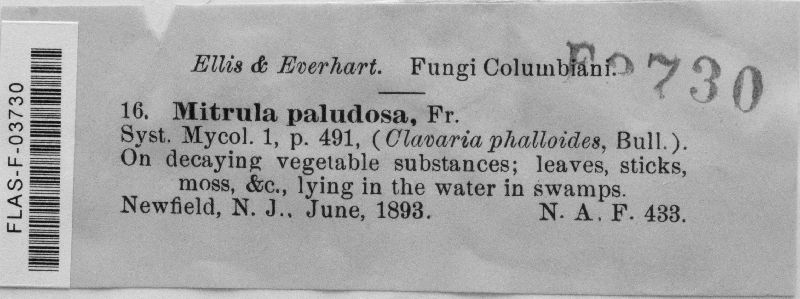 FLAS-F-03730
Ellis & Everhart. Fungi Columbiani.
F3730
16. Mitrula paludosa, Fr.
Syst. Mycol. 1, p. 491, (Clavaria phalloides, Bull.).
On decaying vegetable substances; leaves, sticks,
moss, &c., lying in the water in swamps.
Newfield, N. J.. June, 1893. N. A. F. 433.